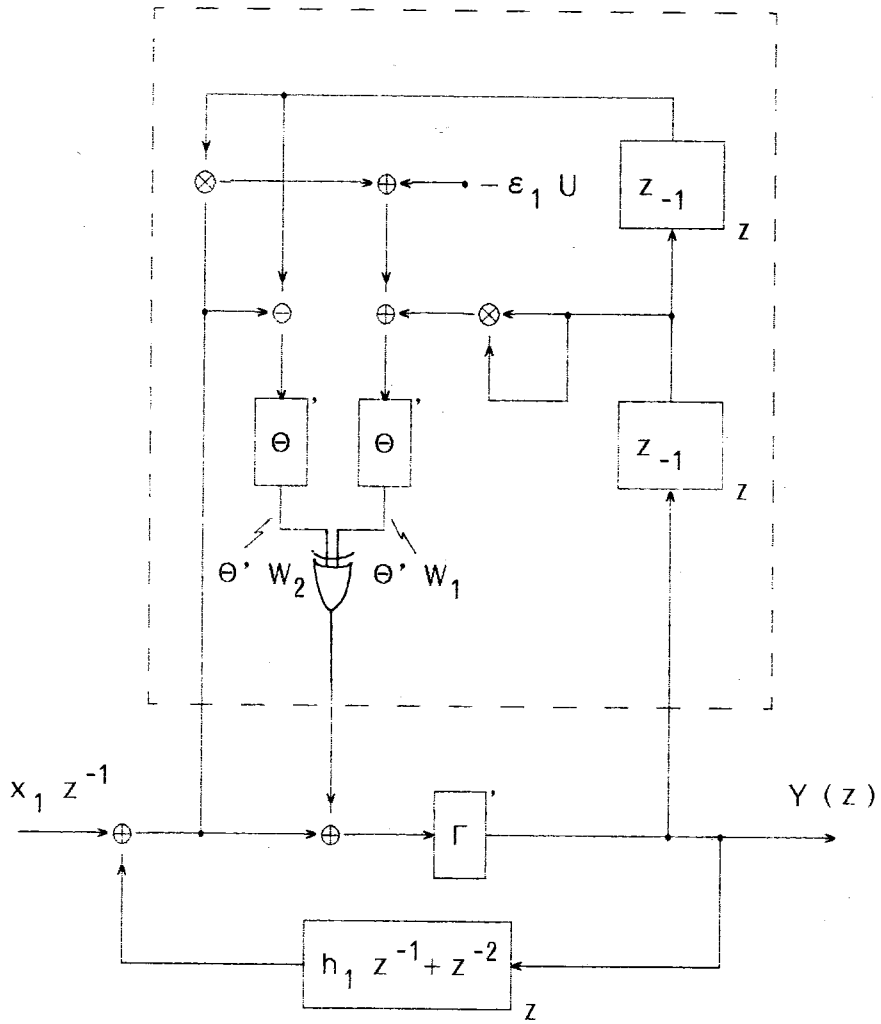 z₋₁
z
− ε₁ U
z₋₁
z
Θ'
Θ'
Θ' W₂
Θ' W₁
x₁ z⁻¹
Γ'
Y (z)
h₁ z⁻¹ + z⁻²
z